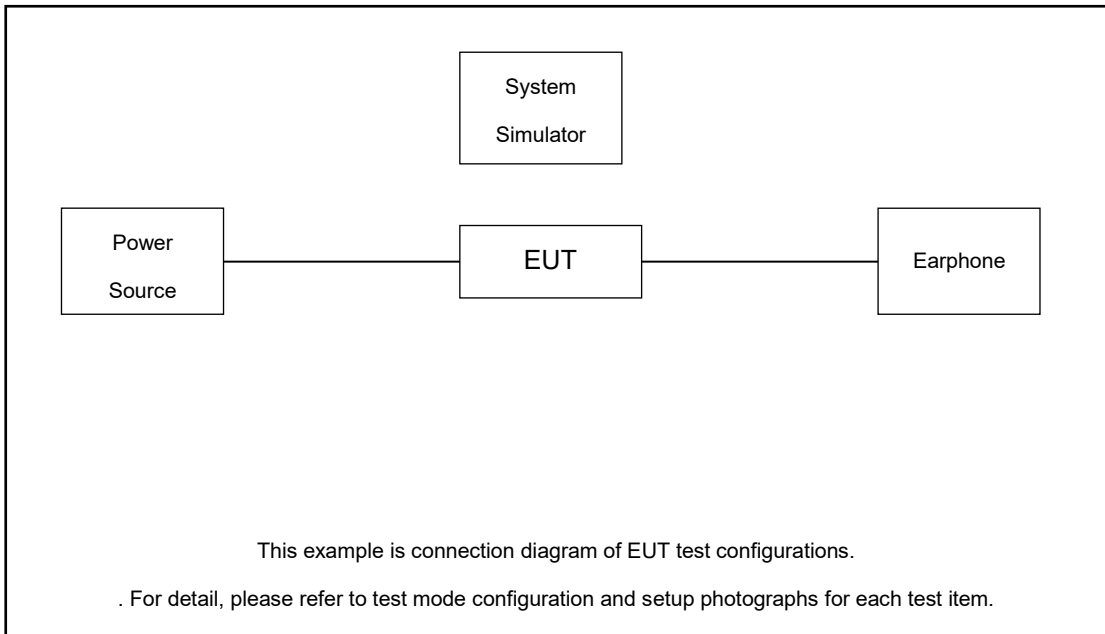 System
Simulator
Power
Source
EUT
Earphone
This example is connection diagram of EUT test configurations.
. For detail, please refer to test mode configuration and setup photographs for each test item.